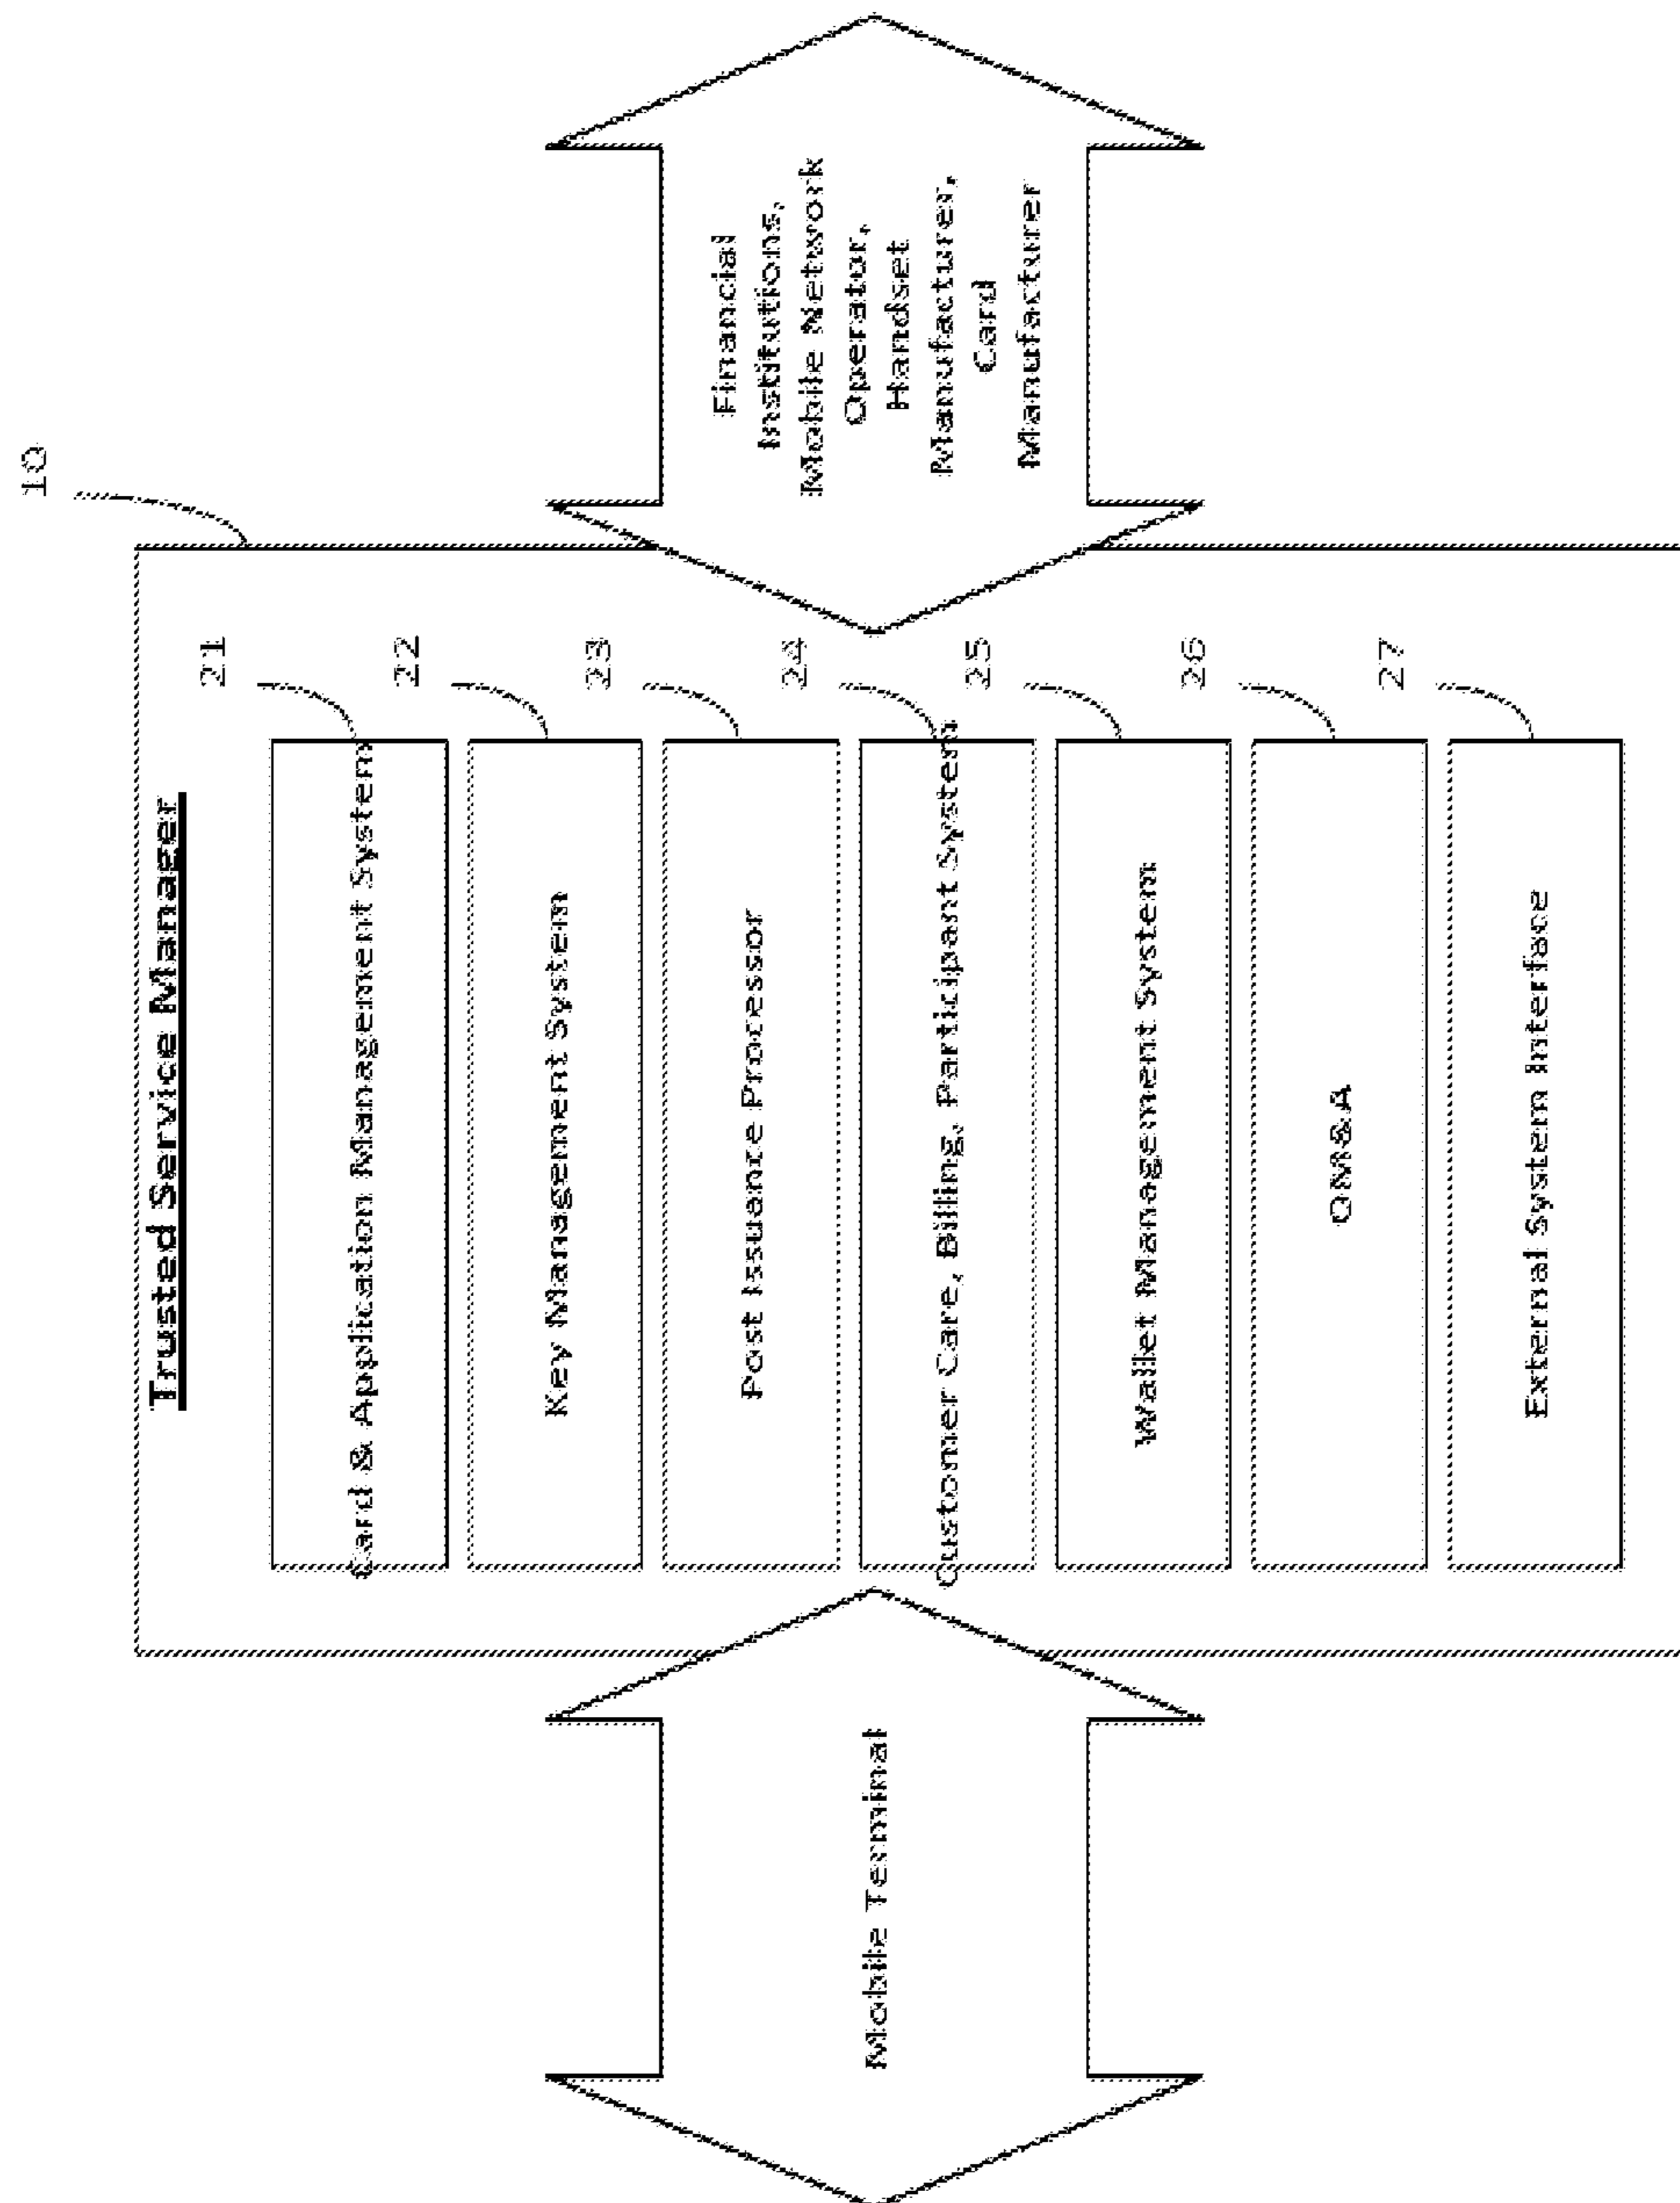 10
Trusted Service Manager
21
Card & Application Management System
22
Key Management System
23
Post Issuance Processor
24
Customer Care, Billing, Participant System
25
Wallet Management System
26
OM&A
27
External System Interface
Mobile Terminal
Financial
Institutions,
Mobile Network
Operator,
Handset
Manufacturer,
Card
Manufacturer